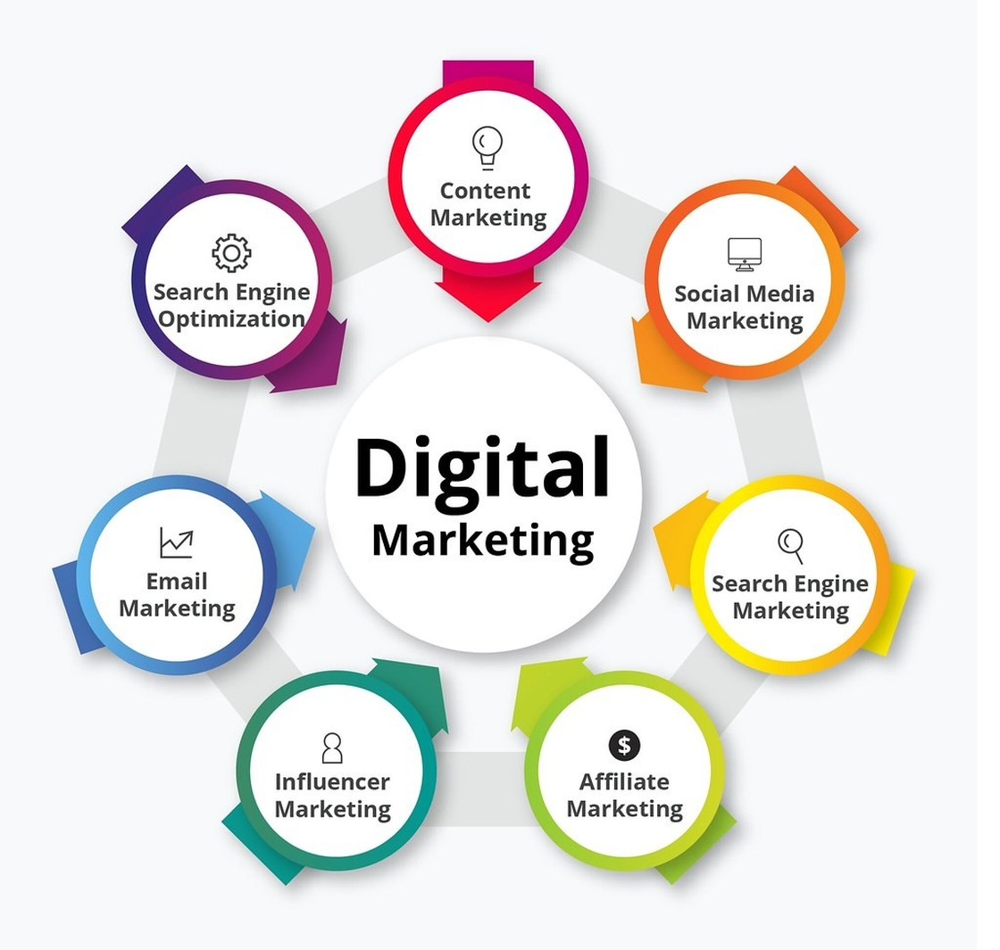 Content
Marketing
Search Engine
Optimization
Social Media
Marketing
Digital
Marketing
Email
Marketing
Search Engine
Marketing
Influencer
Marketing
$
Affiliate
Marketing